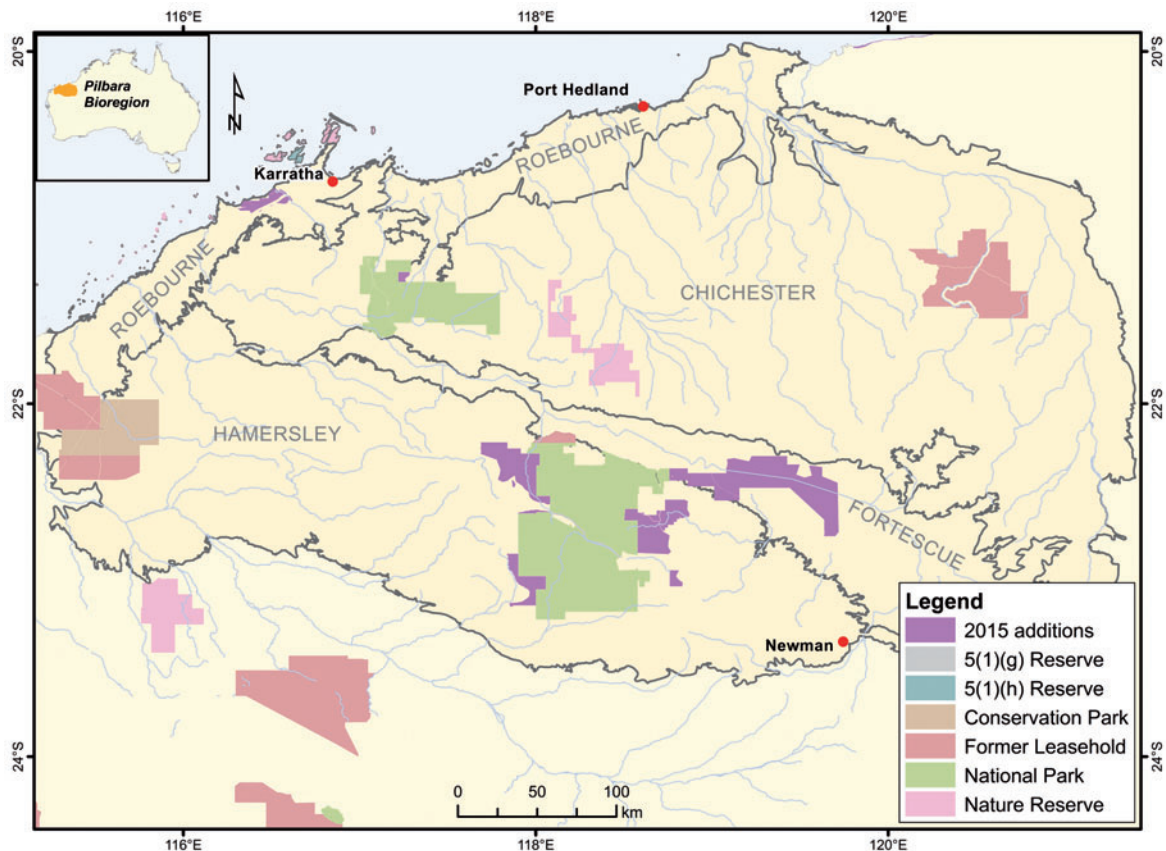 116°E
118°E
120°E
20°S
20°S
Pilbara
Bioregion
N
Port Hedland
ROEBOURNE
Karratha
ROEBOURNE
CHICHESTER
22°S
22°S
HAMERSLEY
FORTESCUE
Newman
24°S
24°S
0
50
100
km
Legend
2015 additions
5(1)(g) Reserve
5(1)(h) Reserve
Conservation Park
Former Leasehold
National Park
Nature Reserve
116°E
118°E
120°E